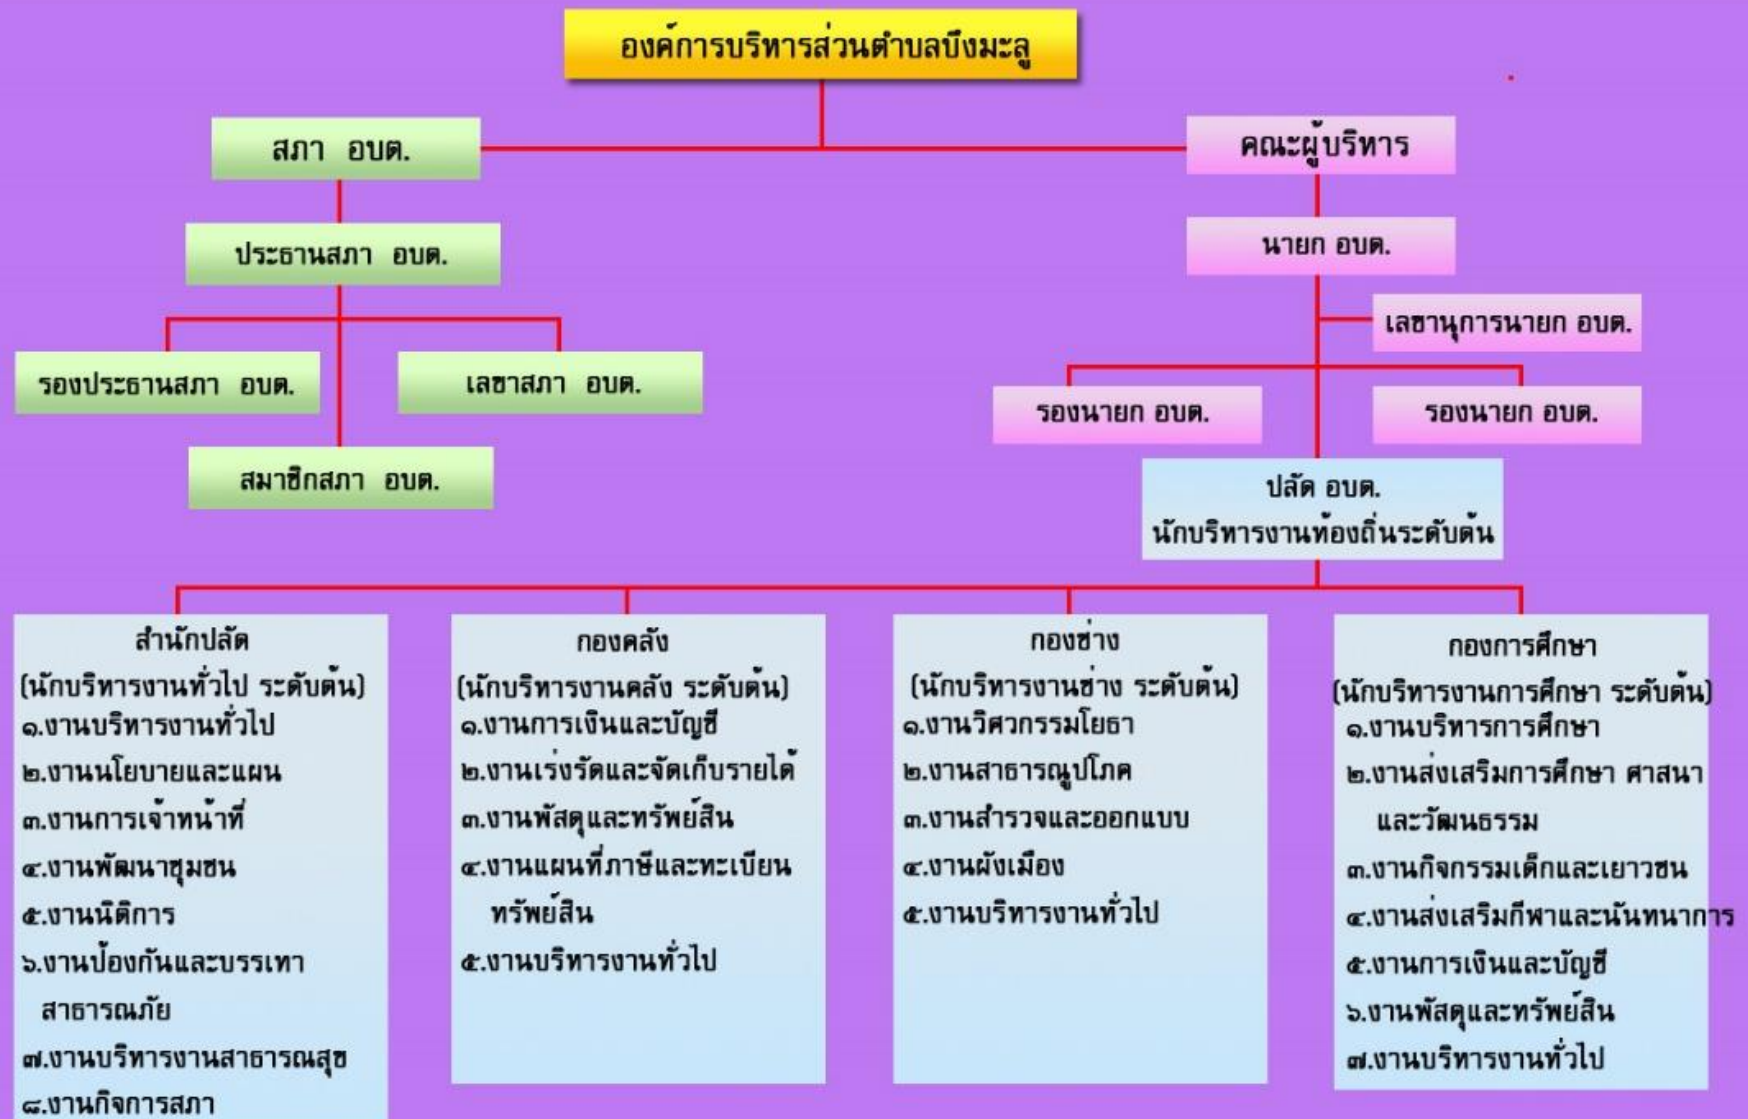 องค์การบริหารส่วนตำบลบึงมะลู
สภา อบต.
คณะผู้บริหาร
ประธานสภา อบต.
นายก อบต.
เลขานุการนายก อบต.
รองประธานสภา อบต.
เลขาสภา อบต.
รองนายก อบต.
รองนายก อบต.
สมาชิกสภา อบต.
ปลัด อบต.
นักบริหารงานท้องถิ่นระดับต้น
สำนักปลัด
(นักบริหารงานทั่วไป ระดับต้น)
๑.งานบริหารงานทั่วไป
๒.งานนโยบายและแผน
๓.งานการเจ้าหน้าที่
๔.งานพัฒนาชุมชน
๕.งานนิติการ
๖.งานป้องกันและบรรเทา
สาธารณภัย
๗.งานบริหารงานสาธารณสุข
๘.งานกิจการสภา
กองคลัง
(นักบริหารงานคลัง ระดับต้น)
๑.งานการเงินและบัญชี
๒.งานเร่งรัดและจัดเก็บรายได้
๓.งานพัสดุและทรัพย์สิน
๔.งานแผนที่ภาษีและทะเบียน
ทรัพย์สิน
๕.งานบริหารงานทั่วไป
กองช่าง
(นักบริหารงานช่าง ระดับต้น)
๑.งานวิศวกรรมโยธา
๒.งานสาธารณูปโภค
๓.งานสำรวจและออกแบบ
๔.งานผังเมือง
๕.งานบริหารงานทั่วไป
กองการศึกษา
(นักบริหารงานการศึกษา ระดับต้น)
๑.งานบริหารการศึกษา
๒.งานส่งเสริมการศึกษา ศาสนา
และวัฒนธรรม
๓.งานกิจกรรมเด็กและเยาวชน
๔.งานส่งเสริมกีฬาและนันทนาการ
๕.งานการเงินและบัญชี
๖.งานพัสดุและทรัพย์สิน
๗.งานบริหารงานทั่วไป